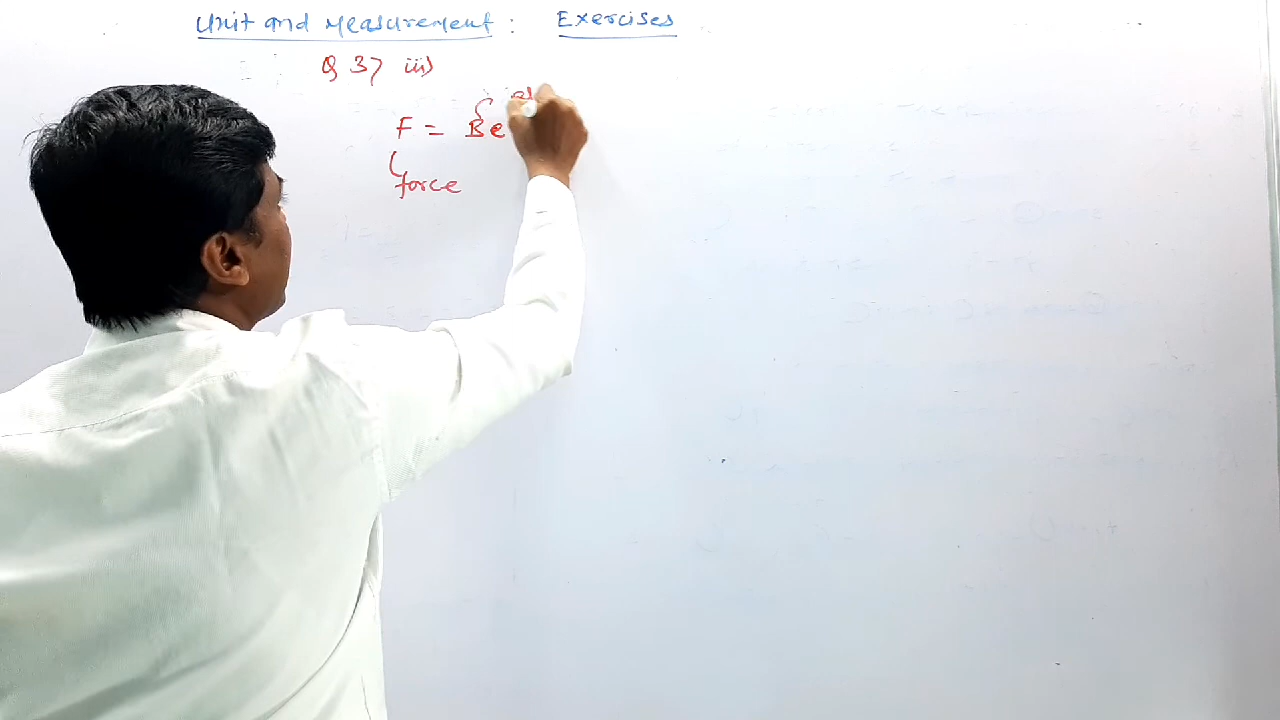 Unit and Measurement : Exercises
Q 37 iii)
F = Be
force